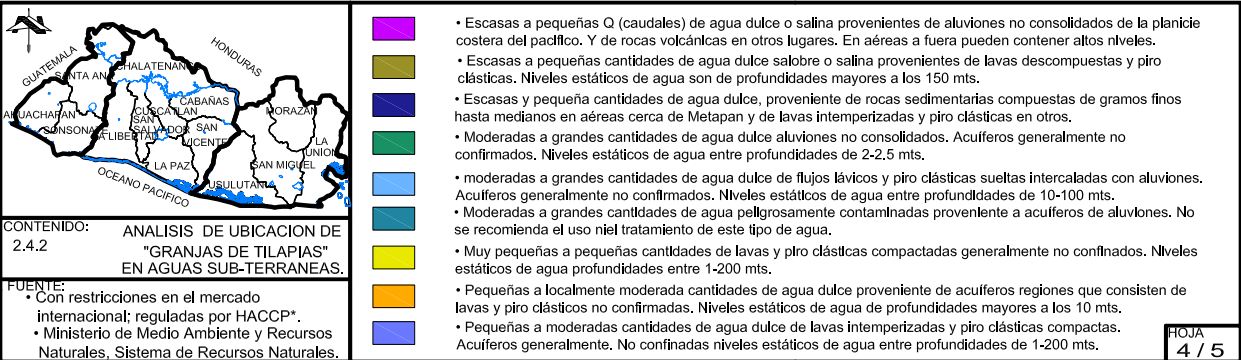 GUATEMALA
HONDURAS
SANTA AN
CHALATENANG
AHUACHAPAN
SONSONATE
CUSCATLAN
CABAÑAS
SAN
SALVADOR
LA LIBERTAD
SAN
VICENTE
MORAZAN
LA
UNION
LA PAZ
SAN MIGUEL
USULUTAN
OCEANO PACIFICO
CONTENIDO:
2.4.2
ANALISIS DE UBICACION DE
"GRANJAS DE TILAPIAS"
EN AGUAS SUB-TERRANEAS.
FUENTE:
• Con restricciones en el mercado
internacional; reguladas por HACCP*.
• Ministerio de Medio Ambiente y Recursos
Naturales, Sistema de Recursos Naturales.
• Escasas a pequeñas Q (caudales) de agua dulce o salina provenientes de aluviones no consolidados de la planicie
costera del pacífico. Y de rocas volcánicas en otros lugares. En aéreas a fuera pueden contener altos niveles.
• Escasas a pequeñas cantidades de agua dulce salobre o salina provenientes de lavas descompuestas y piro
clásticas. Niveles estáticos de agua son de profundidades mayores a los 150 mts.
• Escasas y pequeña cantidades de agua dulce, proveniente de rocas sedimentarias compuestas de gramos finos
hasta medianos en aéreas cerca de Metapan y de lavas intemperizadas y piro clásticas en otros.
• Moderadas a grandes cantidades de agua dulce aluviones no consolidados. Acuíferos generalmente no
confirmados. Niveles estáticos de agua entre profundidades de 2-2.5 mts.
• moderadas a grandes cantidades de agua dulce de flujos lávicos y piro clásticas sueltas intercaladas con aluviones.
Acuíferos generalmente no confirmados. Niveles estáticos de agua entre profundidades de 10-100 mts.
• Moderadas a grandes cantidades de agua peligrosamente contaminadas proveniente a acuíferos de aluviones. No
se recomienda el uso niel tratamiento de este tipo de agua.
• Muy pequeñas a pequeñas cantidades de lavas y piro clásticas compactadas generalmente no confinados. Niveles
estáticos de agua profundidades entre 1-200 mts.
• Pequeñas a localmente moderada cantidades de agua dulce proveniente de acuíferos regiones que consisten de
lavas y piro clásticos no confirmadas. Niveles estáticos de agua de profundidades mayores a los 10 mts.
• Pequeñas a moderadas cantidades de agua dulce de lavas intemperizadas y piro clásticas compactas.
Acuíferos generalmente. No confinadas niveles estáticos de agua entre profundidades de 1-200 mts.
HOJA
4 / 5